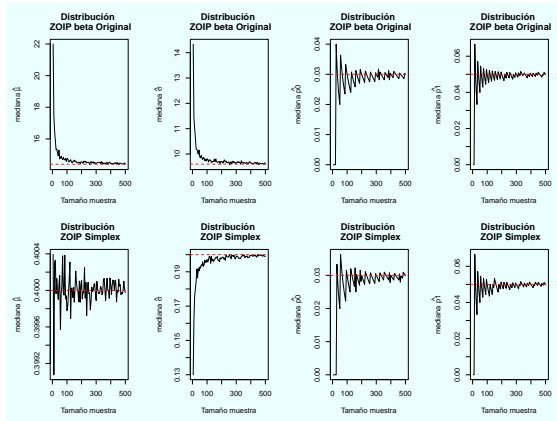 Distribución
ZOIP beta Original
mediana μ̂
22
20
18
16
0 100 300 500
Tamaño muestra
Distribución
ZOIP beta Original
mediana σ̂
14
13
12
11
10
0 100 300 500
Tamaño muestra
Distribución
ZOIP beta Original
mediana p̂0
0.04
0.03
0.02
0.01
0.00
0 100 300 500
Tamaño muestra
Distribución
ZOIP beta Original
mediana p̂1
0.06
0.04
0.02
0.00
0 100 300 500
Tamaño muestra
Distribución
ZOIP Simplex
mediana μ̂
0.4004
0.4000
0.3996
0.3992
0 100 300 500
Tamaño muestra
Distribución
ZOIP Simplex
mediana σ̂
0.19
0.17
0.15
0.13
0 100 300 500
Tamaño muestra
Distribución
ZOIP Simplex
mediana p̂0
0.03
0.02
0.01
0.00
0 100 300 500
Tamaño muestra
Distribución
ZOIP Simplex
mediana p̂1
0.06
0.04
0.02
0.00
0 100 300 500
Tamaño muestra